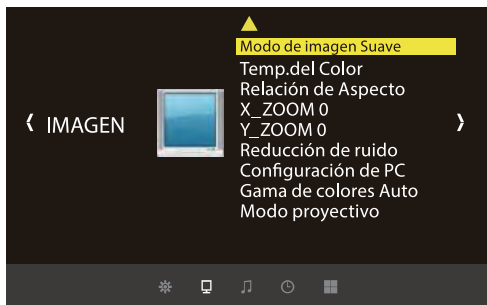 IMAGEN
Modo de imagen Suave
Temp.del Color
Relación de Aspecto
X_ZOOM 0
Y_ZOOM 0
Reducción de ruido
Configuración de PC
Gama de colores Auto
Modo proyectivo